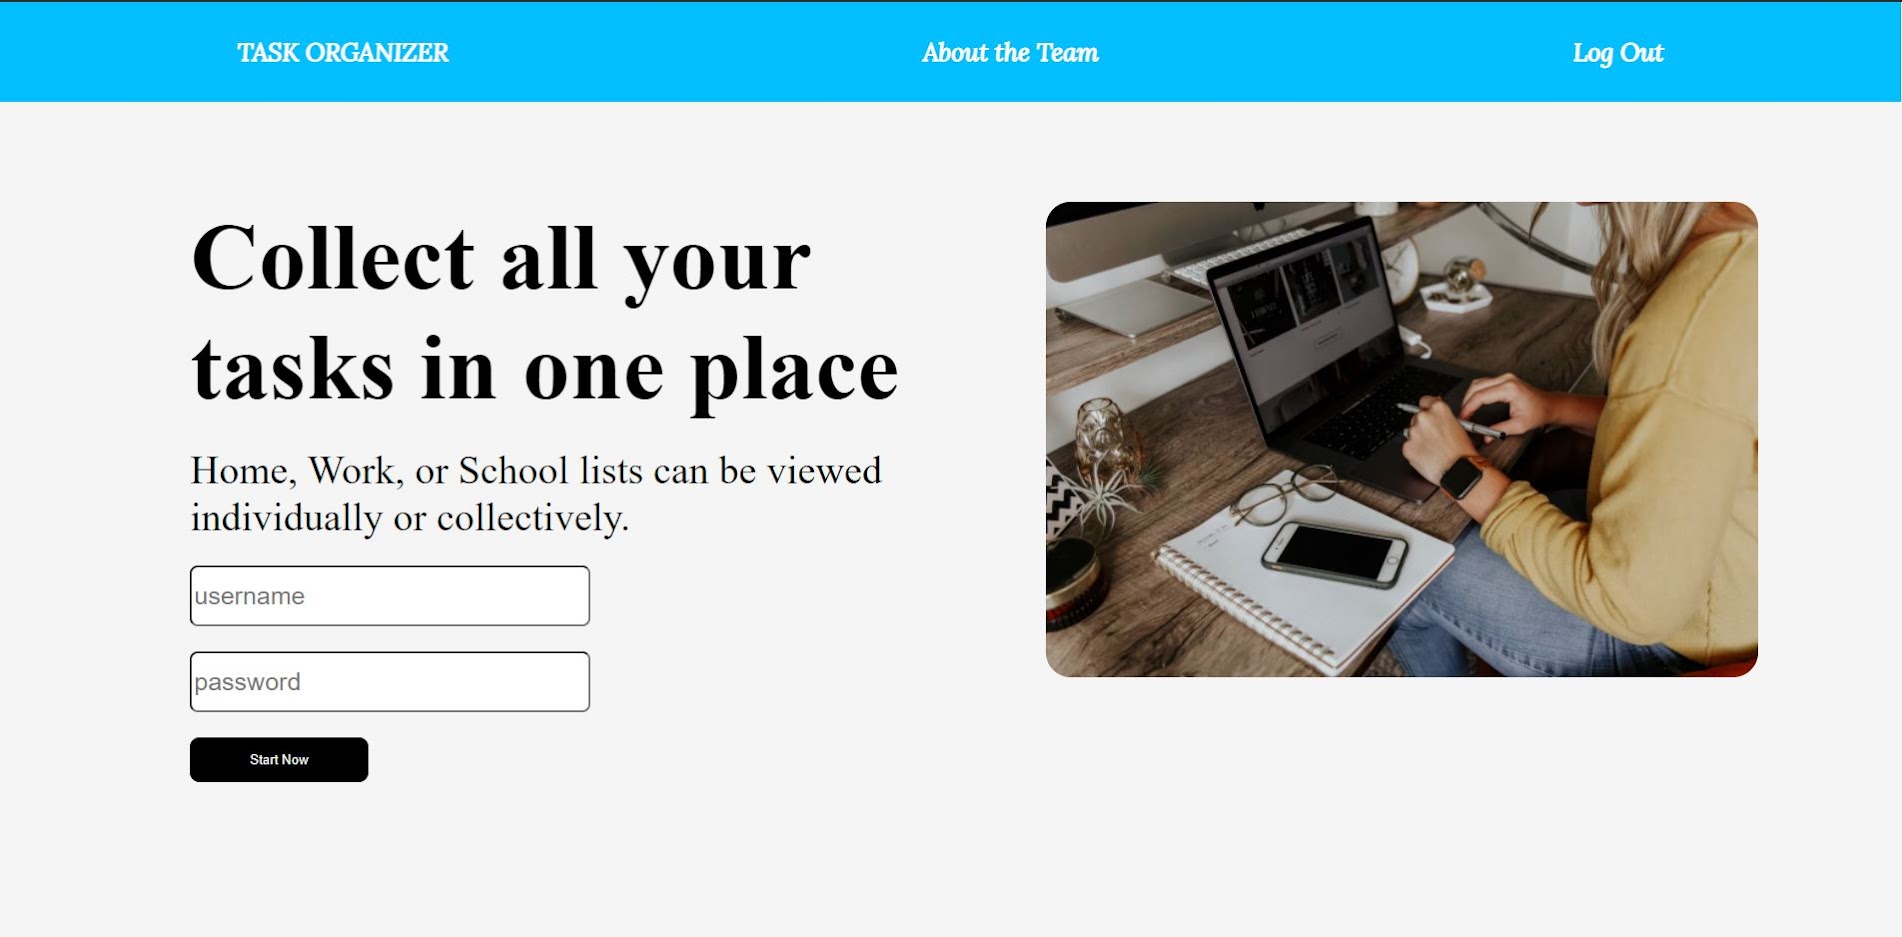 TASK ORGANIZER
About the Team
Log Out
Collect all your
tasks in one place
Home, Work, or School lists can be viewed
individually or collectively.
username
password
Start Now